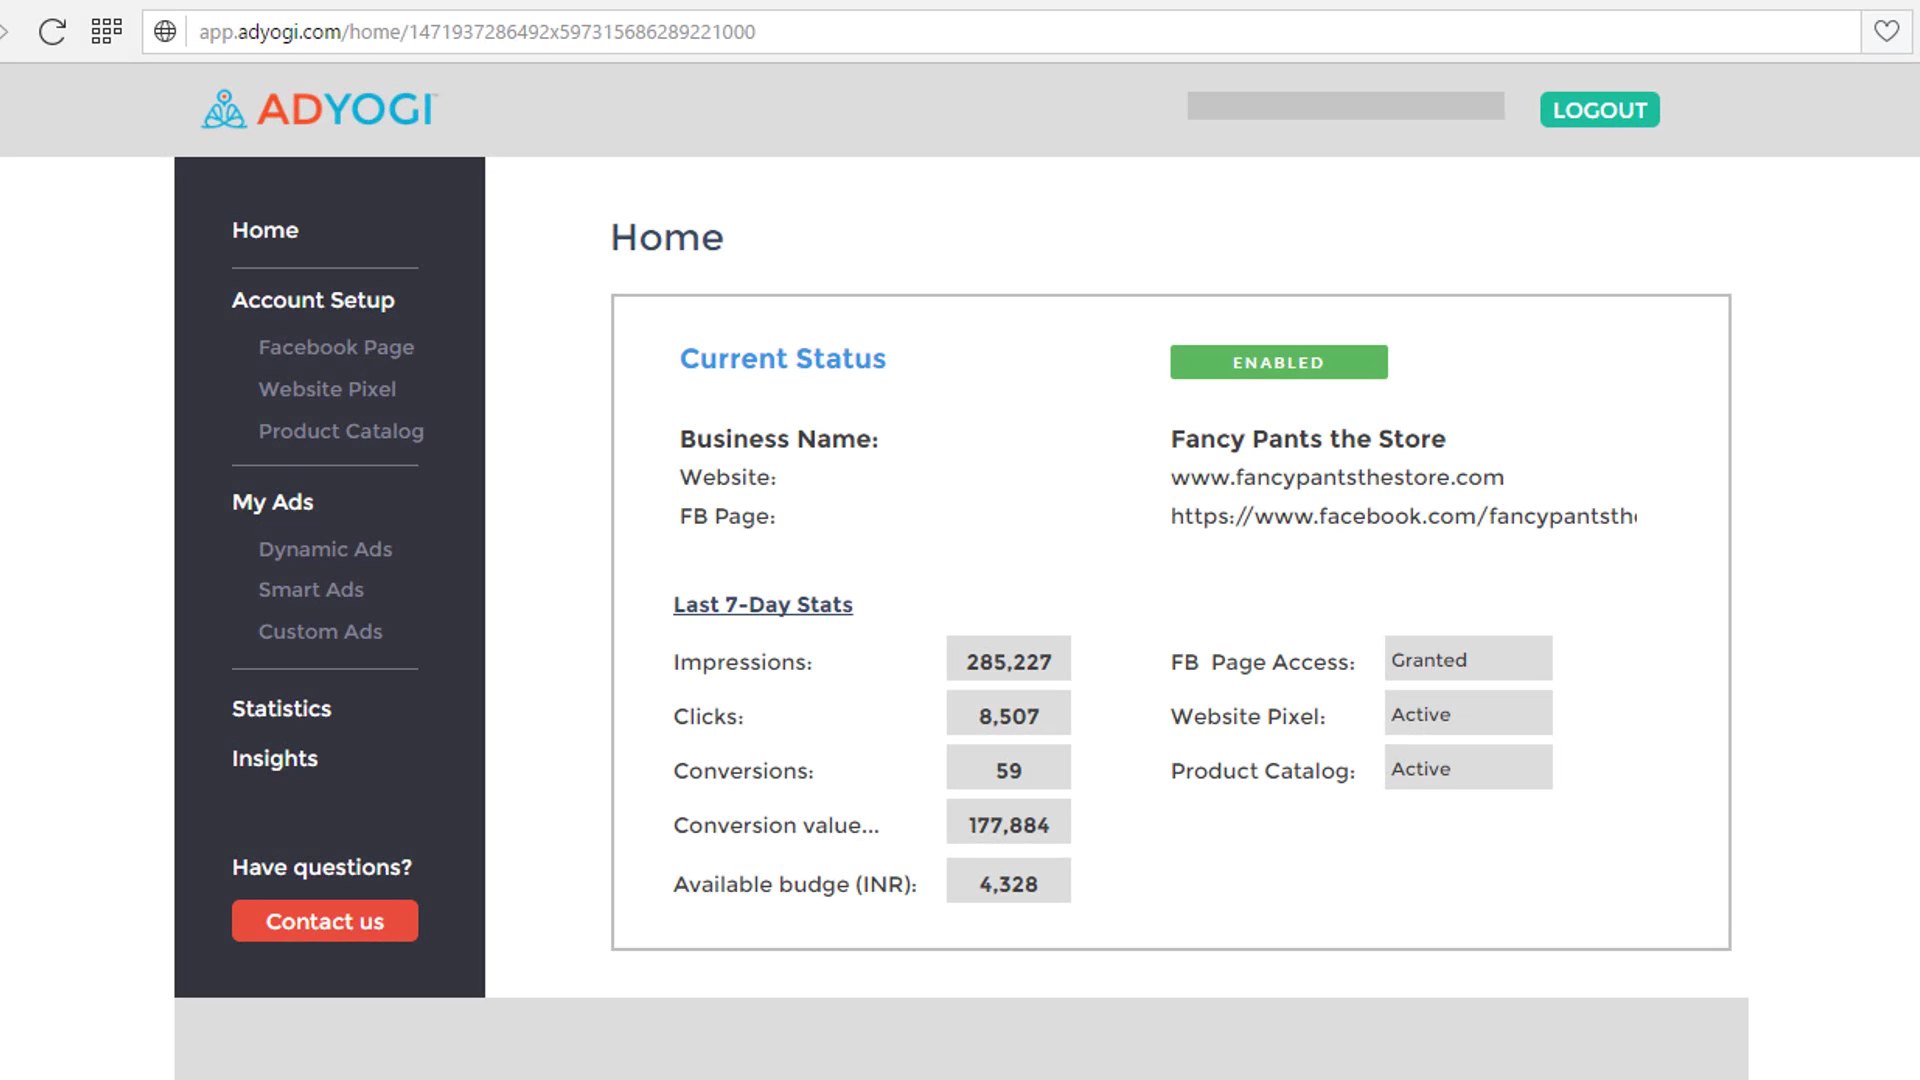 app.adyogi.com/home/1471937286492x597315686289221000
ADYOGI™
LOGOUT
Home
Account Setup
Facebook Page
Website Pixel
Product Catalog
My Ads
Dynamic Ads
Smart Ads
Custom Ads
Statistics
Insights
Have questions?
Contact us
Home
Current Status ENABLED
Business Name: Fancy Pants the Store
Website: www.fancypantsthestore.com
FB Page: https://www.facebook.com/fancypantsth
Last 7-Day Stats
Impressions: 285,227 FB Page Access: Granted
Clicks: 8,507 Website Pixel: Active
Conversions: 59 Product Catalog: Active
Conversion value... 177,884
Available budge (INR): 4,328